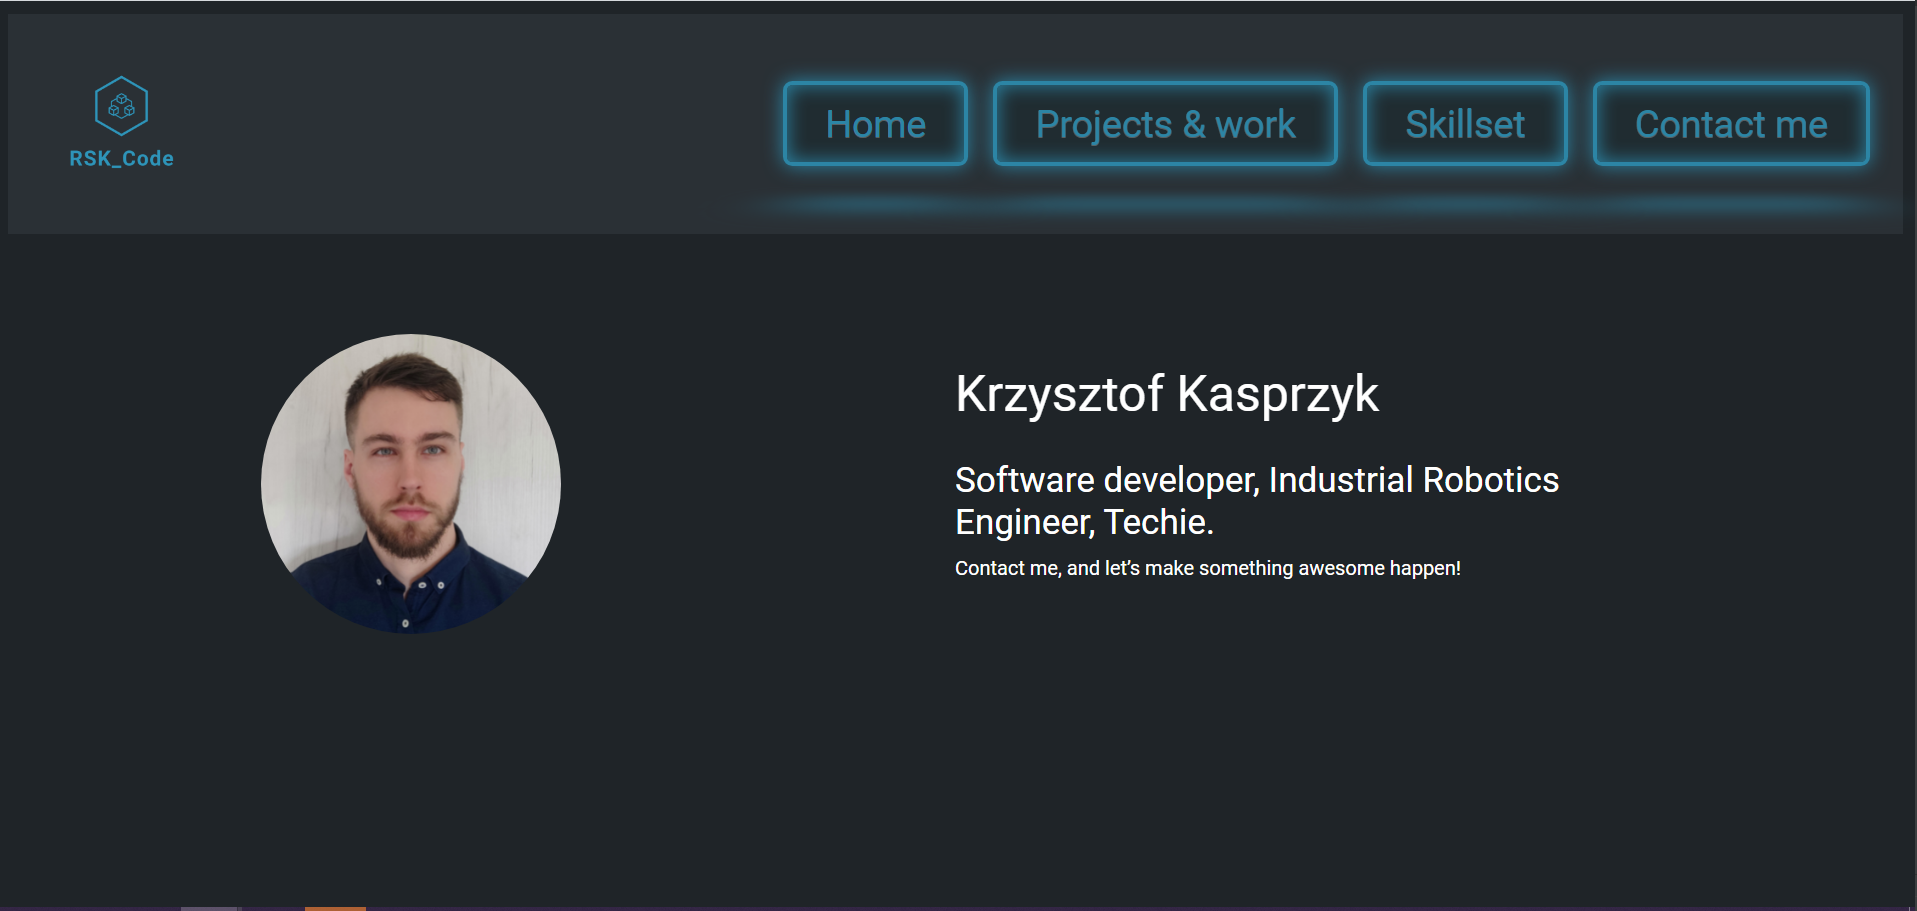 RSK_Code
Home
Projects & work
Skillset
Contact me
Krzysztof Kasprzyk
Software developer, Industrial Robotics
Engineer, Techie.
Contact me, and let’s make something awesome happen!